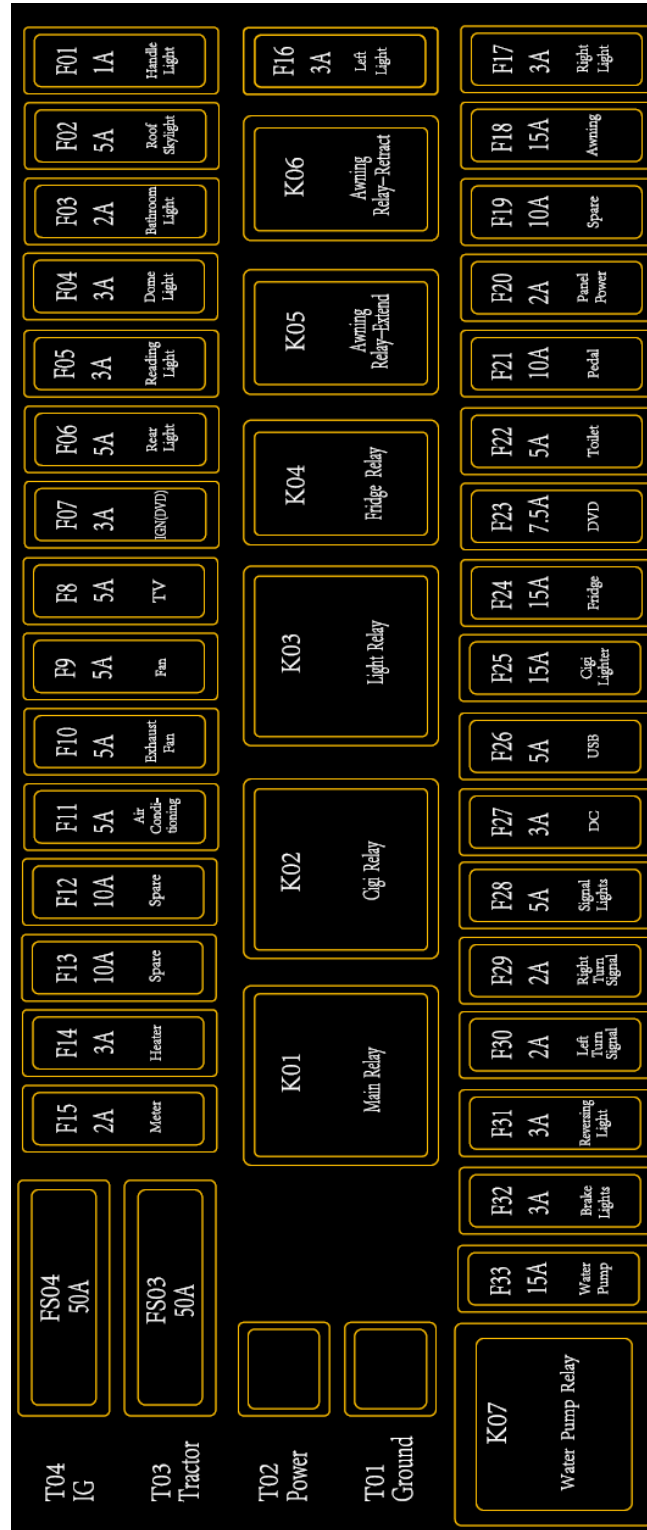 F01
1A
Handle
Light
F02
5A
Roof
Skylight
F03
2A
Bathroom
Light
F04
3A
Dome
Light
F05
3A
Reading
Light
F06
5A
Rear
Light
F07
3A
IGN(DVD)
F8
5A
TV
F9
5A
Fan
F10
5A
Exhaust
Fan
F11
5A
Air
Condi-
tioning
F12
10A
Spare
F13
10A
Spare
F14
3A
Heater
F15
2A
Meter
FS04
50A
FS03
50A
T04
IG
T03
Tractor
F16
3A
Left
Light
K06
Awning
Relay-Retract
K05
Awning
Relay-Extend
K04
Fridge Relay
K03
Light Relay
K02
Cigi Relay
K01
Main Relay
T02
Power
T01
Ground
F17
3A
Right
Light
F18
15A
Awning
F19
10A
Spare
F20
2A
Panel
Power
F21
10A
Pedal
F22
5A
Toilet
F23
7.5A
DVD
F24
15A
Fridge
F25
15A
Cigi
Lighter
F26
5A
USB
F27
3A
DC
F28
5A
Signal
Lights
F29
2A
Right
Turn
Signal
F30
2A
Left
Turn
Signal
F31
3A
Reversing
Light
F32
3A
Brake
Lights
F33
15A
Water
Pump
K07
Water Pump Relay